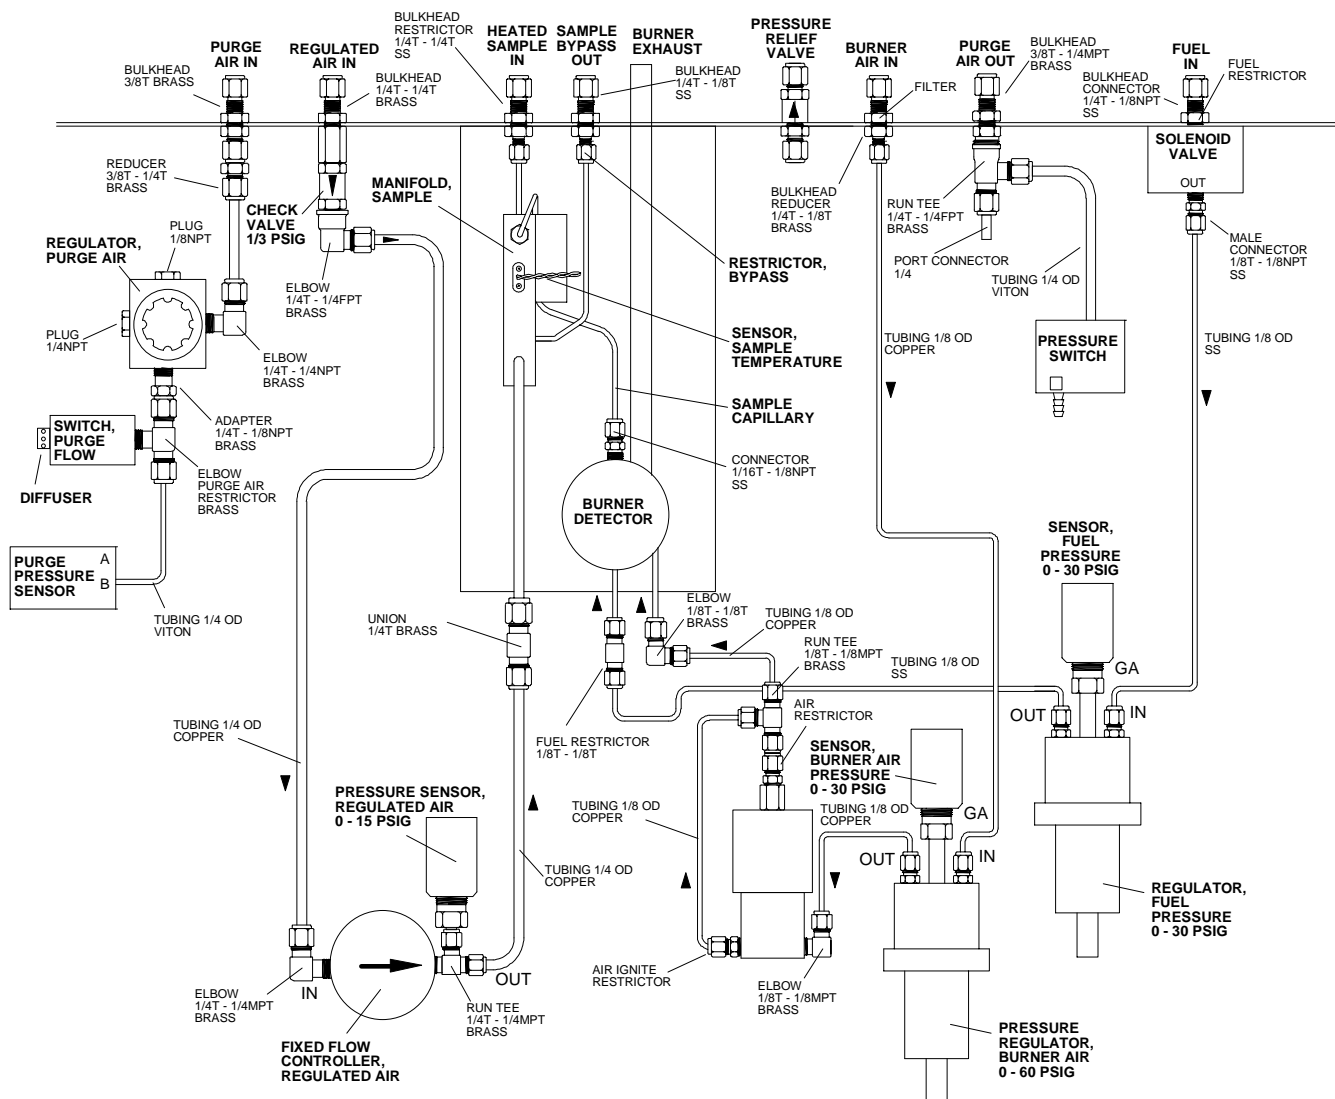 PURGE
AIR IN
REGULATED
AIR IN
BULKHEAD
RESTRICTOR
1/4T - 1/4T
SS
HEATED
SAMPLE
IN
SAMPLE
BYPASS
OUT
BURNER
EXHAUST
PRESSURE
RELIEF
VALVE
BURNER
AIR IN
PURGE
AIR OUT
BULKHEAD
3/8T - 1/4MPT
BRASS
FUEL
IN
FUEL
RESTRICTOR
BULKHEAD
3/8T BRASS
BULKHEAD
1/4T - 1/4T
BRASS
BULKHEAD
1/4T - 1/8T
SS
FILTER
BULKHEAD
CONNECTOR
1/4T - 1/8NPT
SS
SOLENOID
VALVE
OUT
REDUCER
3/8T - 1/4T
BRASS
CHECK
VALVE
1/3 PSIG
MANIFOLD,
SAMPLE
BULKHEAD
REDUCER
1/4T - 1/8T
BRASS
RUN TEE
1/4T - 1/4FPT
BRASS
PORT CONNECTOR
1/4
TUBING 1/4 OD
VITON
MALE
CONNECTOR
1/8T - 1/8NPT
SS
PLUG
1/8NPT
REGULATOR,
PURGE AIR
ELBOW
1/4T - 1/4FPT
BRASS
RESTRICTOR,
BYPASS
PLUG
1/4NPT
ELBOW
1/4T - 1/4NPT
BRASS
SENSOR,
SAMPLE
TEMPERATURE
TUBING 1/8 OD
COPPER
PRESSURE
SWITCH
TUBING 1/8 OD
SS
ADAPTER
1/4T - 1/8NPT
BRASS
SAMPLE
CAPILLARY
SWITCH,
PURGE
FLOW
DIFFUSER
ELBOW
PURGE AIR
RESTRICTOR
BRASS
CONNECTOR
1/16T - 1/8NPT
SS
BURNER
DETECTOR
SENSOR,
FUEL
PRESSURE
0 - 30 PSIG
PURGE
PRESSURE
SENSOR
A
B
TUBING 1/4 OD
VITON
UNION
1/4T BRASS
ELBOW
1/8T - 1/8T
BRASS
TUBING 1/8 OD
COPPER
RUN TEE
1/8T - 1/8MPT
BRASS
TUBING 1/8 OD
SS
GA
OUT
IN
TUBING 1/4 OD
COPPER
FUEL RESTRICTOR
1/8T - 1/8T
AIR
RESTRICTOR
SENSOR,
BURNER AIR
PRESSURE
0 - 30 PSIG
PRESSURE SENSOR,
REGULATED AIR
0 - 15 PSIG
TUBING 1/8 OD
COPPER
TUBING 1/8 OD
COPPER
GA
OUT
IN
TUBING 1/4 OD
COPPER
REGULATOR,
FUEL
PRESSURE
0 - 30 PSIG
ELBOW
1/4T - 1/4MPT
BRASS
IN
OUT
RUN TEE
1/4T - 1/4MPT
BRASS
AIR IGNITE
RESTRICTOR
ELBOW
1/8T - 1/8MPT
BRASS
FIXED FLOW
CONTROLLER,
REGULATED AIR
PRESSURE
REGULATOR,
BURNER AIR
0 - 60 PSIG